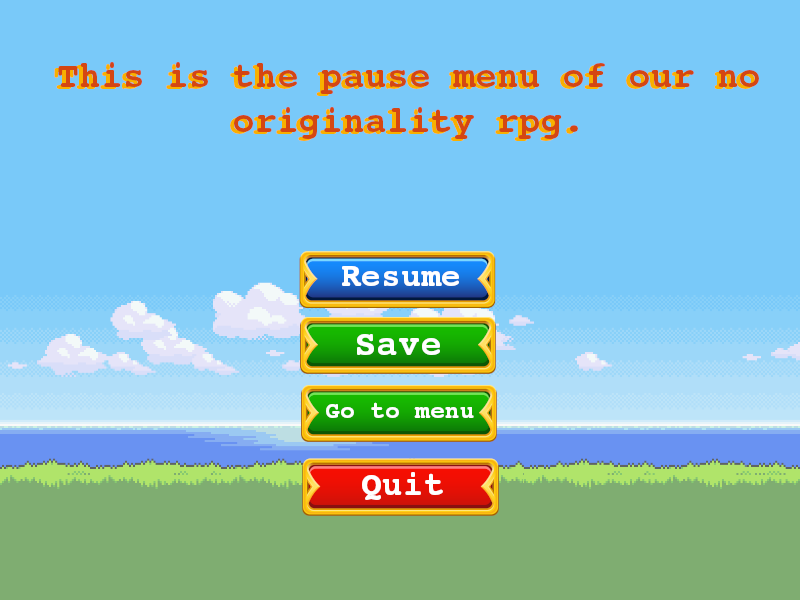 This is the pause menu of our no
originality rpg.
Resume
Save
Go to menu
Quit